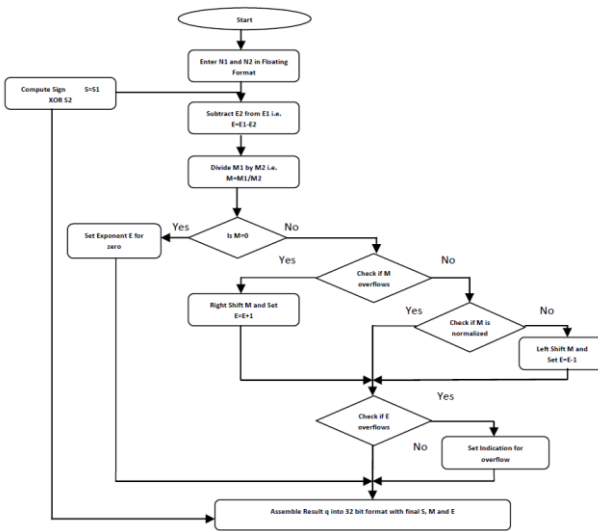 Start
Enter N1 and N2 in Floating
Format
Compute Sign S=S1
XOR S2
Subtract E2 from E1 i.e.
E=E1-E2
Divide M1 by M2 i.e.
M=M1/M2
Yes
Is M=0
No
Set Exponent E for
zero
Yes
Check if M
overflows
No
Right Shift M and Set
E=E+1
Yes
Check if M is
normalized
No
Left Shift M and
Set E=E-1
Yes
Check if E
overflows
No
Set Indication for
overflow
Assemble Result q into 32 bit format with final S, M and E